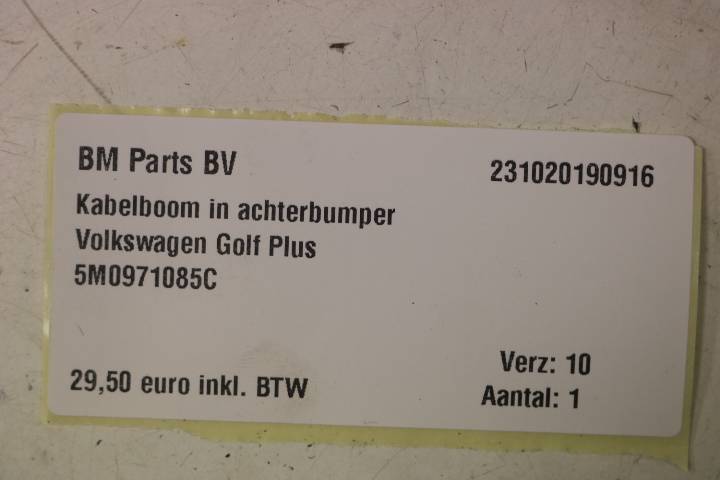 BM Parts BV
231020190916
Kabelboom in achterbumper
Volkswagen Golf Plus
5M0971085C
Verz: 10
29,50 euro inkl. BTW
Aantal: 1